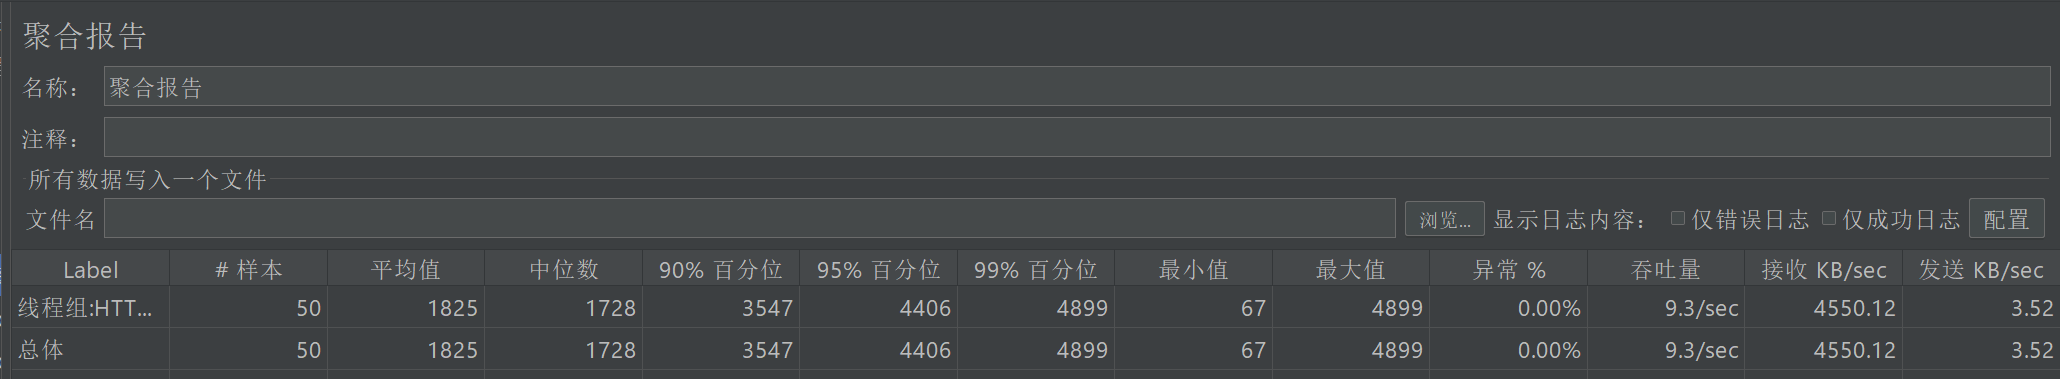 聚合报告
名称： 聚合报告
注释：
所有数据写入一个文件
文件名 浏览... 显示日志内容： 仅错误日志 仅成功日志 配置
Label # 样本 平均值 中位数 90% 百分位 95% 百分位 99% 百分位 最小值 最大值 异常 % 吞吐量 接收 KB/sec 发送 KB/sec
线程组:HTT... 50 1825 1728 3547 4406 4899 67 4899 0.00% 9.3/sec 4550.12 3.52
总体 50 1825 1728 3547 4406 4899 67 4899 0.00% 9.3/sec 4550.12 3.52